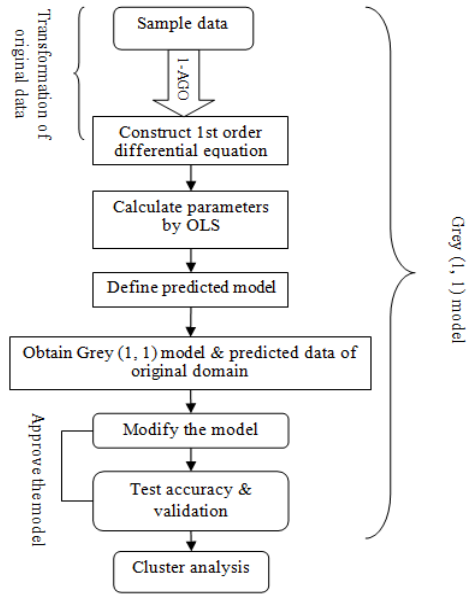 Transformation of
original data
Sample data
1-AGO
Construct 1st order
differential equation
Calculate parameters
by OLS
Define predicted model
Obtain Grey (1, 1) model & predicted data of
original domain
Modify the model
Approve the model
Test accuracy &
validation
Cluster analysis
Grey (1, 1) model